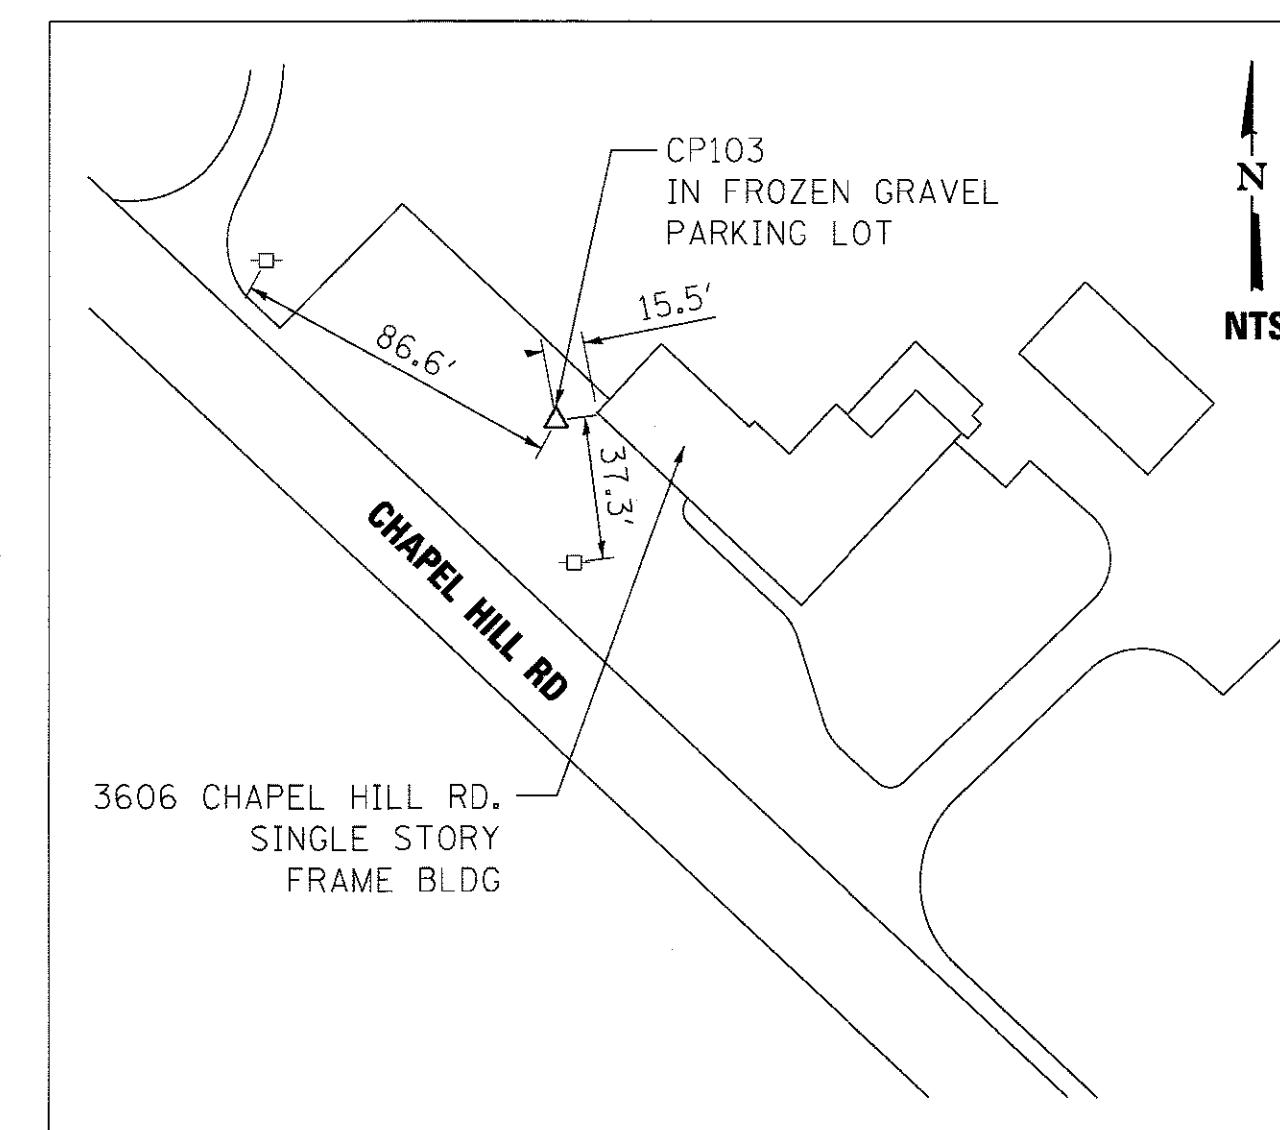 CP103
IN FROZEN GRAVEL
PARKING LOT
N
NTS
15.5'
86.6'
37.3'
CHAPEL HILL RD
3606 CHAPEL HILL RD.
SINGLE STORY
FRAME BLDG